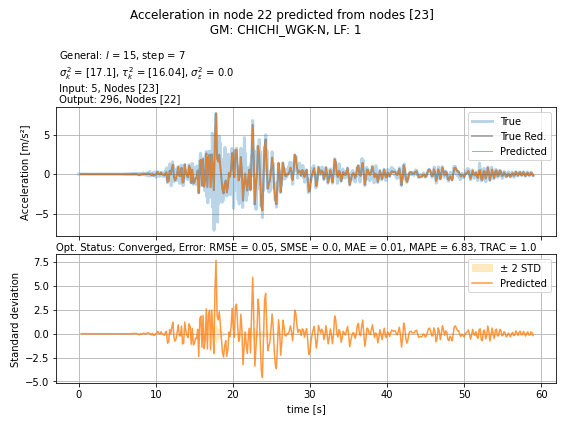 Acceleration in node 22 predicted from nodes [23]
GM: CHICHI_WGK-N, LF: 1
General: l = 15, step = 7
σ²ₖ = [17.1], τ²ₖ = [16.04], σ²ε = 0.0
Input: 5, Nodes [23]
Output: 296, Nodes [22]
Acceleration [m/s²]
5
0
−5
True
True Red.
Predicted
Opt. Status: Converged, Error: RMSE = 0.05, SMSE = 0.0, MAE = 0.01, MAPE = 6.83, TRAC = 1.0
Standard deviation
7.5
5.0
2.5
0.0
−2.5
−5.0
± 2 STD
Predicted
0 10 20 30 40 50 60
time [s]